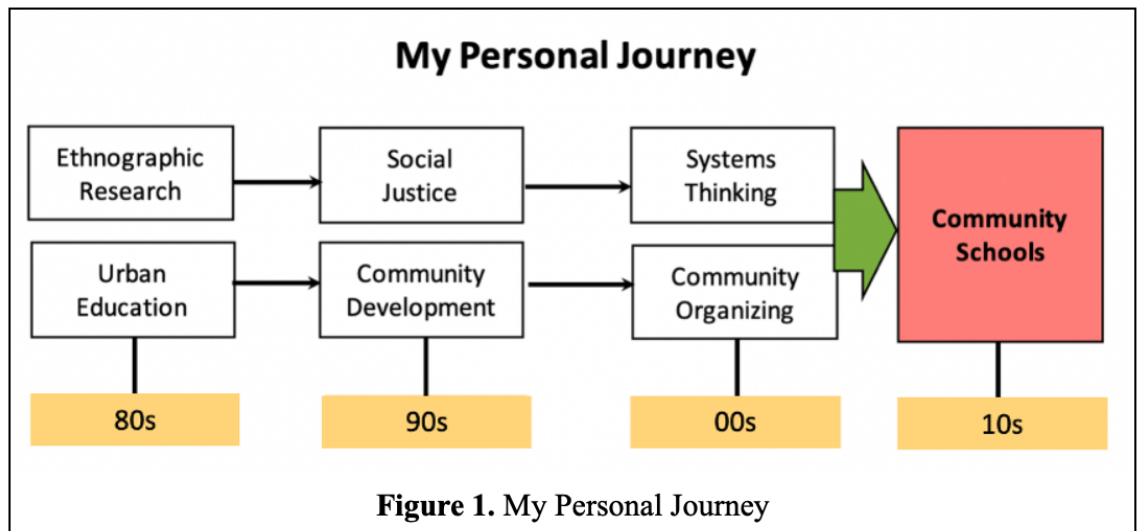 My Personal Journey
Ethnographic
Research
Social
Justice
Systems
Thinking
Community
Schools
Urban
Education
Community
Development
Community
Organizing
80s
90s
00s
10s
Figure 1. My Personal Journey